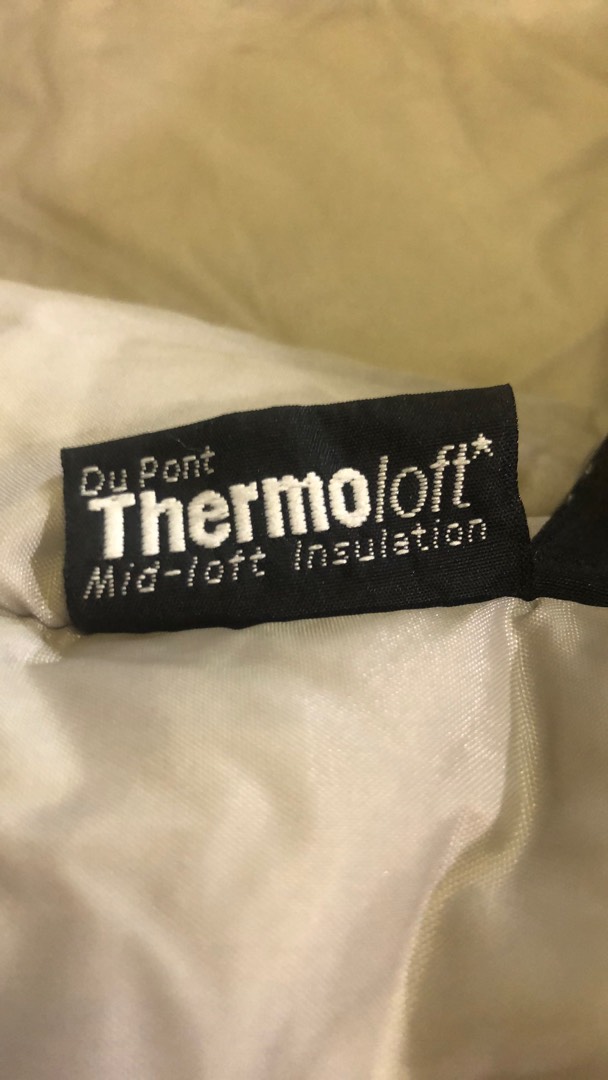 Du Pont
Thermoloft*
Mid-loft Insulation